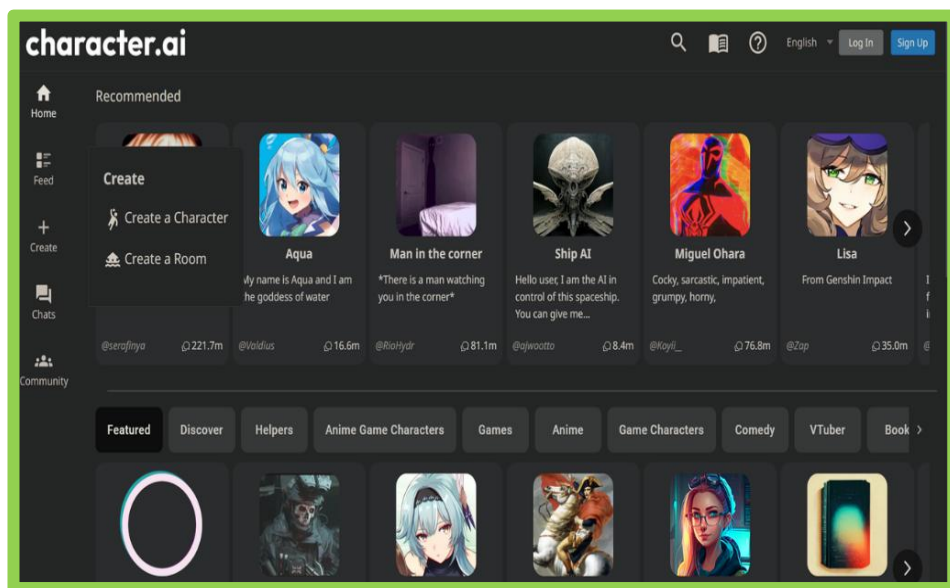 character.ai
English
Log In
Sign Up
Home
Feed
Create
Chats
Community
Recommended
Create
Create a Character
Create a Room
@serafinya
221.7m
Aqua
My name is Aqua and I am
the goddess of water
@Vaidius
16.6m
Man in the corner
*There is a man watching
you in the corner*
@RioHydr
81.1m
Ship AI
Hello user, I am the AI in
control of this spaceship.
You can give me...
@ajwootto
8.4m
Miguel Ohara
Cocky, sarcastic, impatient,
grumpy, horny,
@Koyii_
76.8m
Lisa
From Genshin Impact
@Zap
35.0m
Featured
Discover
Helpers
Anime Game Characters
Games
Anime
Game Characters
Comedy
VTuber
Book